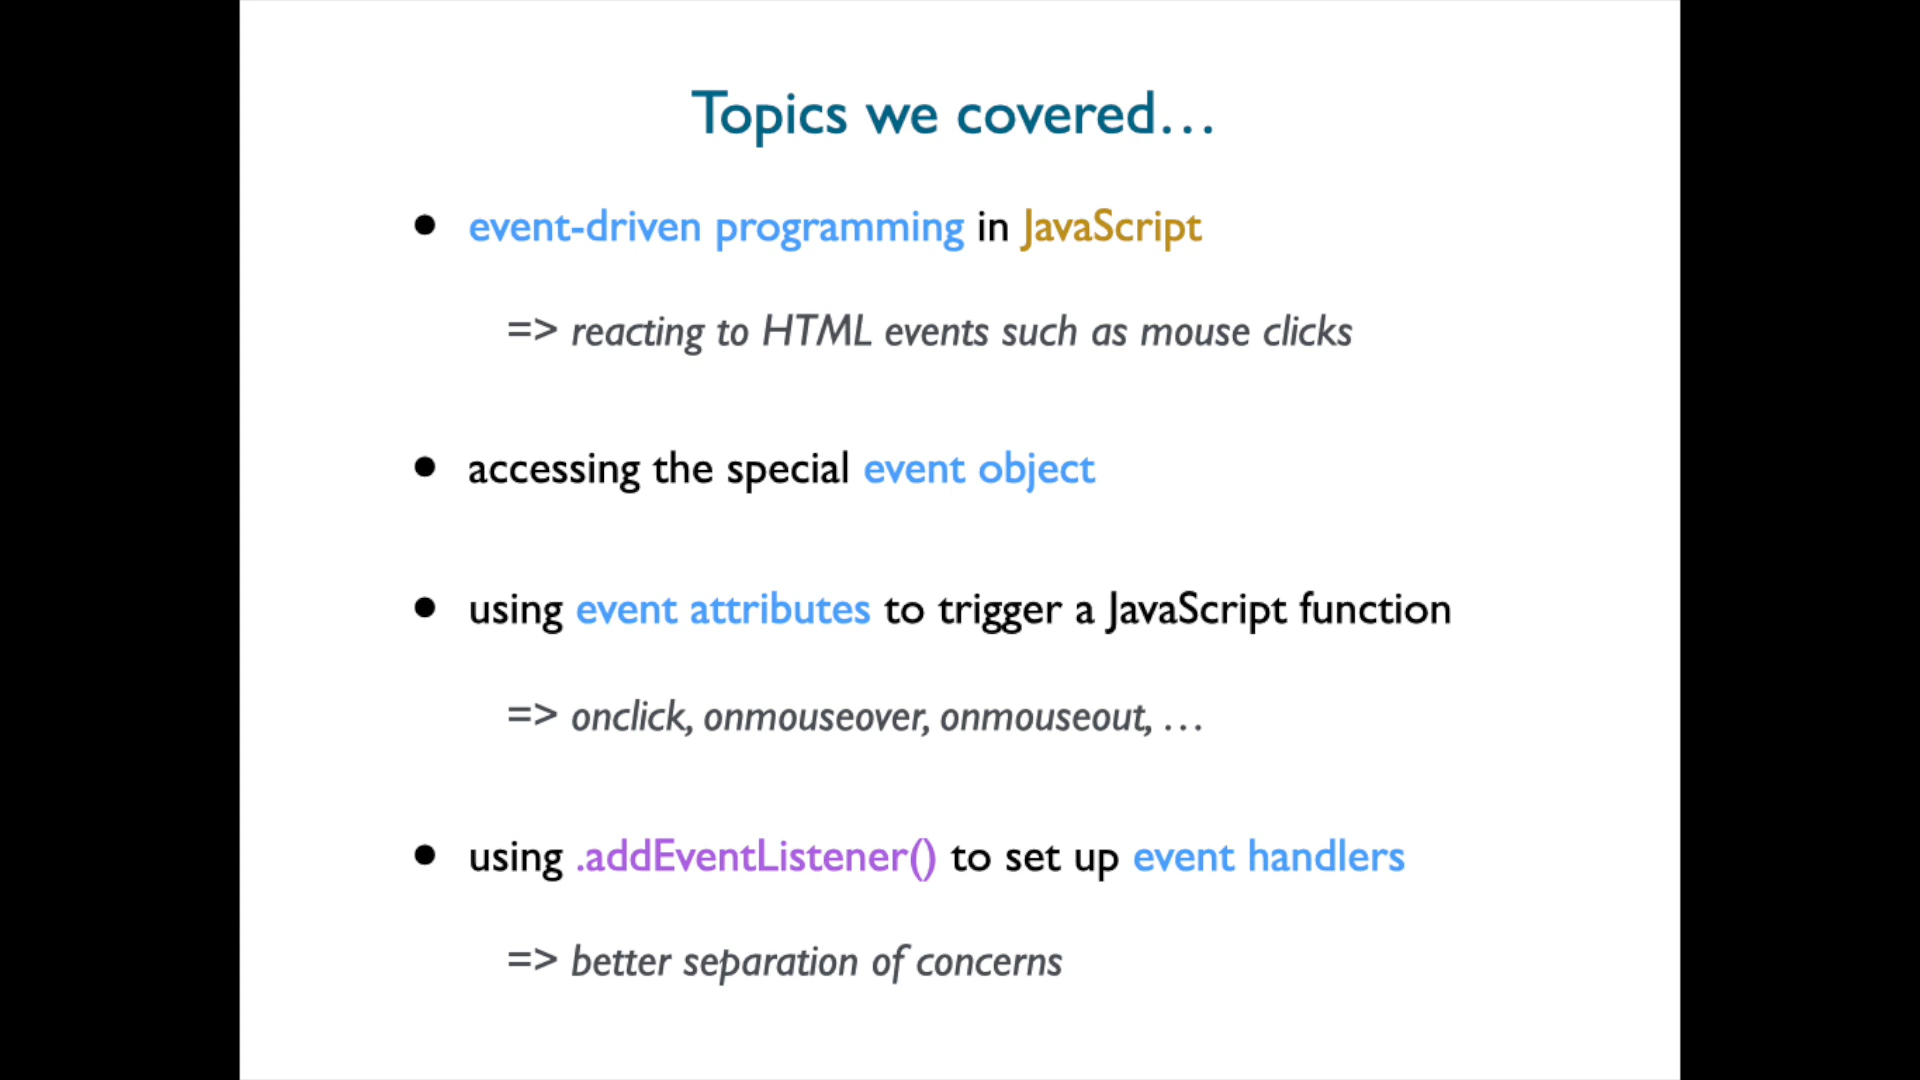 Topics we covered…
• event-driven programming in JavaScript
=> reacting to HTML events such as mouse clicks
• accessing the special event object
• using event attributes to trigger a JavaScript function
=> onclick, onmouseover, onmouseout, …
• using .addEventListener() to set up event handlers
=> better separation of concerns